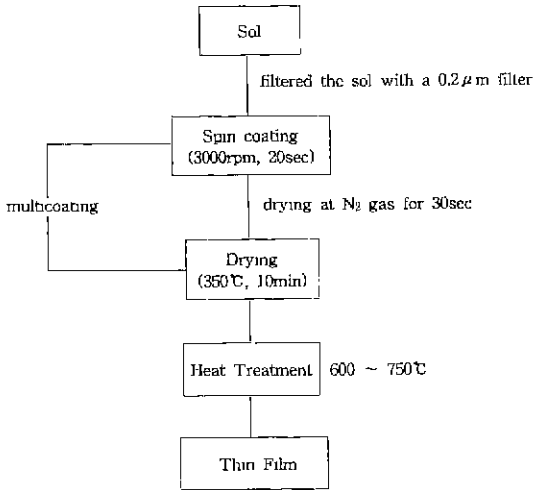 Sol
filtered the sol with a 0.2μm filter
Spin coating
(3000rpm, 20sec)
multicoating
drying at N₂ gas for 30sec
Drying
(350℃, 10min)
Heat Treatment
600 ~ 750℃
Thin Film